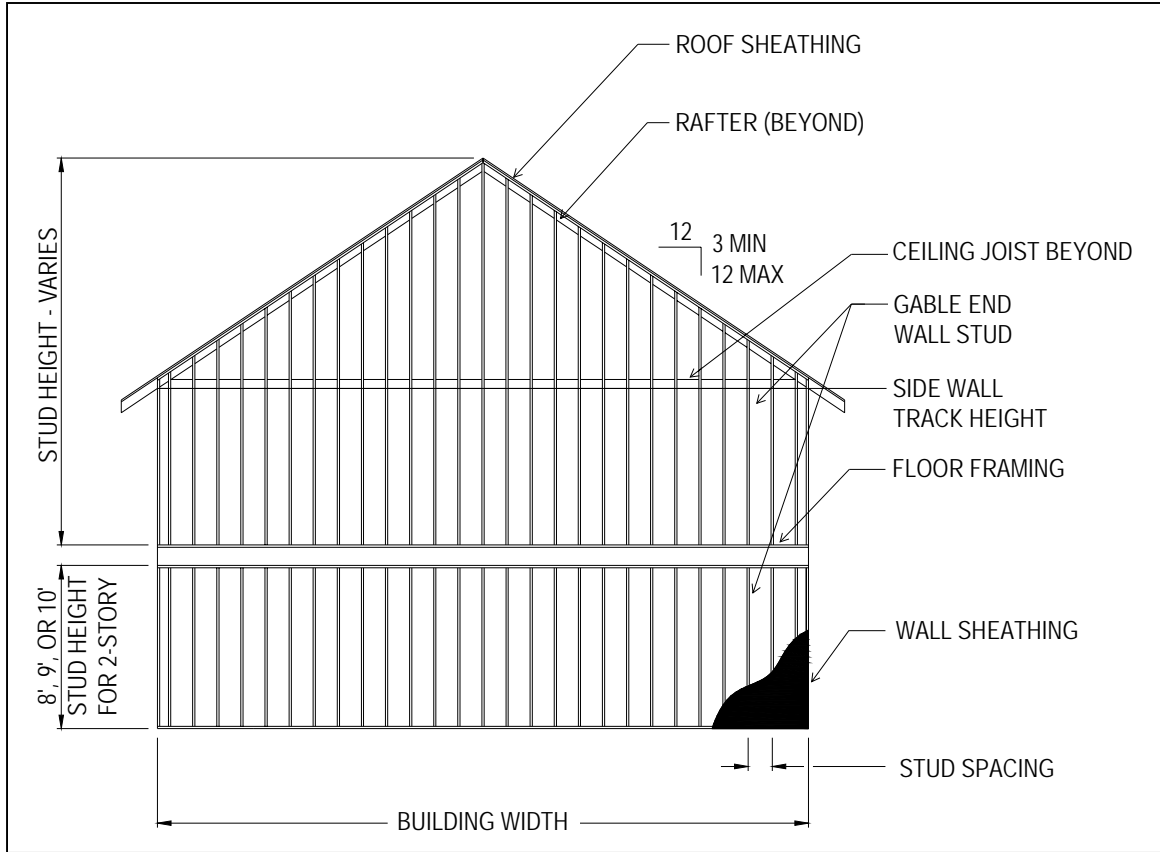 ROOF SHEATHING
RAFTER (BEYOND)
12
3 MIN
12 MAX
CEILING JOIST BEYOND
GABLE END
WALL STUD
SIDE WALL
TRACK HEIGHT
FLOOR FRAMING
WALL SHEATHING
STUD SPACING
BUILDING WIDTH
STUD HEIGHT - VARIES
8', 9', OR 10'
STUD HEIGHT
FOR 2-STORY